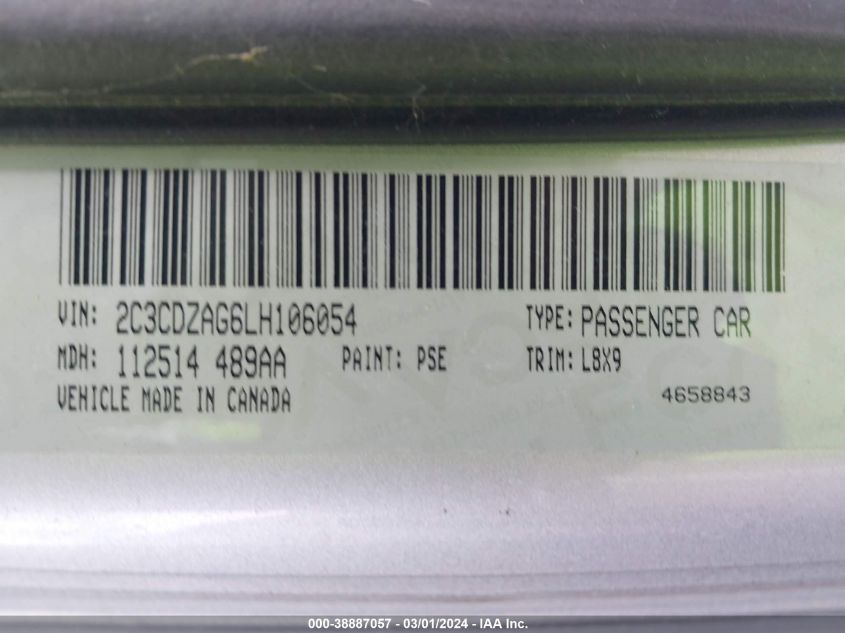 VIN: 2C3CDZAG6LH106054 TYPE: PASSENGER CAR
MDH: 112514 489AA PAINT: PSE TRIM: L8X9
VEHICLE MADE IN CANADA 4658843
000-38887057 - 03/01/2024 - IAA Inc.